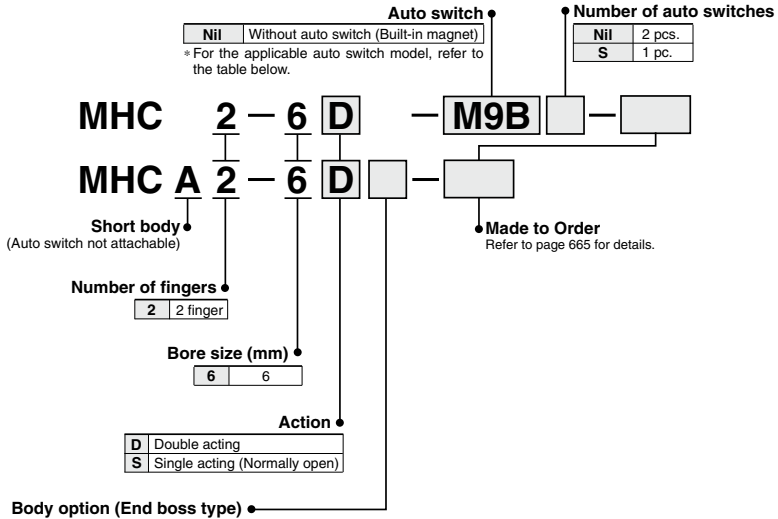 Auto switch
Nil Without auto switch (Built-in magnet)
* For the applicable auto switch model, refer to
the table below.
Number of auto switches
Nil 2 pcs.
S 1 pc.
MHC 2 − 6 D − M9B −
MHC A 2 − 6 D −
Short body
(Auto switch not attachable)
Made to Order
Refer to page 665 for details.
Number of fingers
2 2 finger
Bore size (mm)
6 6
Action
D Double acting
S Single acting (Normally open)
Body option (End boss type)